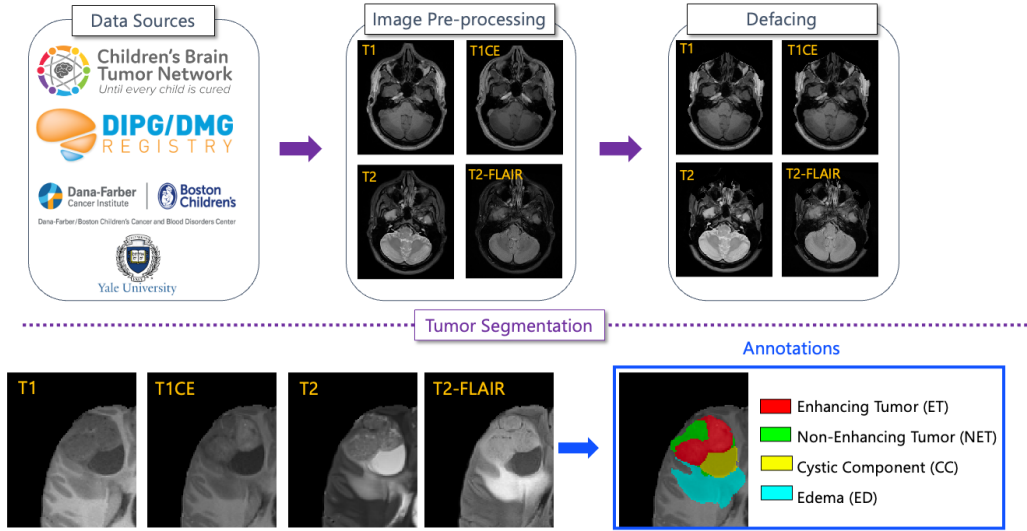 Data Sources
Children's Brain
Tumor Network
Until every child is cured
DIPG/DMG
REGISTRY
Dana-Farber
Cancer Institute
Boston
Children's
Dana-Farber/Boston Children's Cancer and Blood Disorders Center
Yale University
Image Pre-processing
T1
T1CE
T2
T2-FLAIR
Defacing
T1
T1CE
T2
T2-FLAIR
Tumor Segmentation
T1
T1CE
T2
T2-FLAIR
Annotations
Enhancing Tumor (ET)
Non-Enhancing Tumor (NET)
Cystic Component (CC)
Edema (ED)